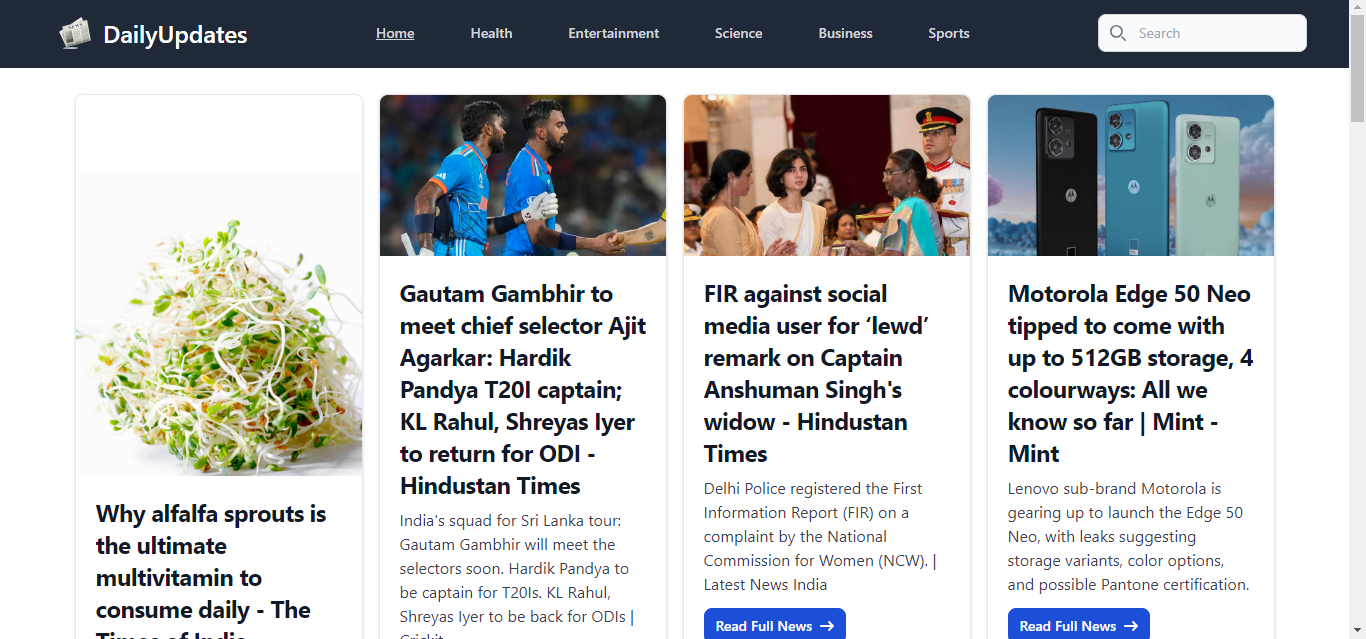 DailyUpdates
Home
Health
Entertainment
Science
Business
Sports
Search
Why alfalfa sprouts is
the ultimate
multivitamin to
consume daily - The
Times of India
Gautam Gambhir to
meet chief selector Ajit
Agarkar: Hardik
Pandya T20I captain;
KL Rahul, Shreyas Iyer
to return for ODI -
Hindustan Times
India's squad for Sri Lanka tour:
Gautam Gambhir will meet the
selectors soon. Hardik Pandya to
be captain for T20Is. KL Rahul,
Shreyas Iyer to be back for ODIs |
Crickit
FIR against social
media user for ‘lewd’
remark on Captain
Anshuman Singh's
widow - Hindustan
Times
Delhi Police registered the First
Information Report (FIR) on a
complaint by the National
Commission for Women (NCW). |
Latest News India
Read Full News →
Motorola Edge 50 Neo
tipped to come with
up to 512GB storage, 4
colourways: All we
know so far | Mint -
Mint
Lenovo sub-brand Motorola is
gearing up to launch the Edge 50
Neo, with leaks suggesting
storage variants, color options,
and possible Pantone certification.
Read Full News →